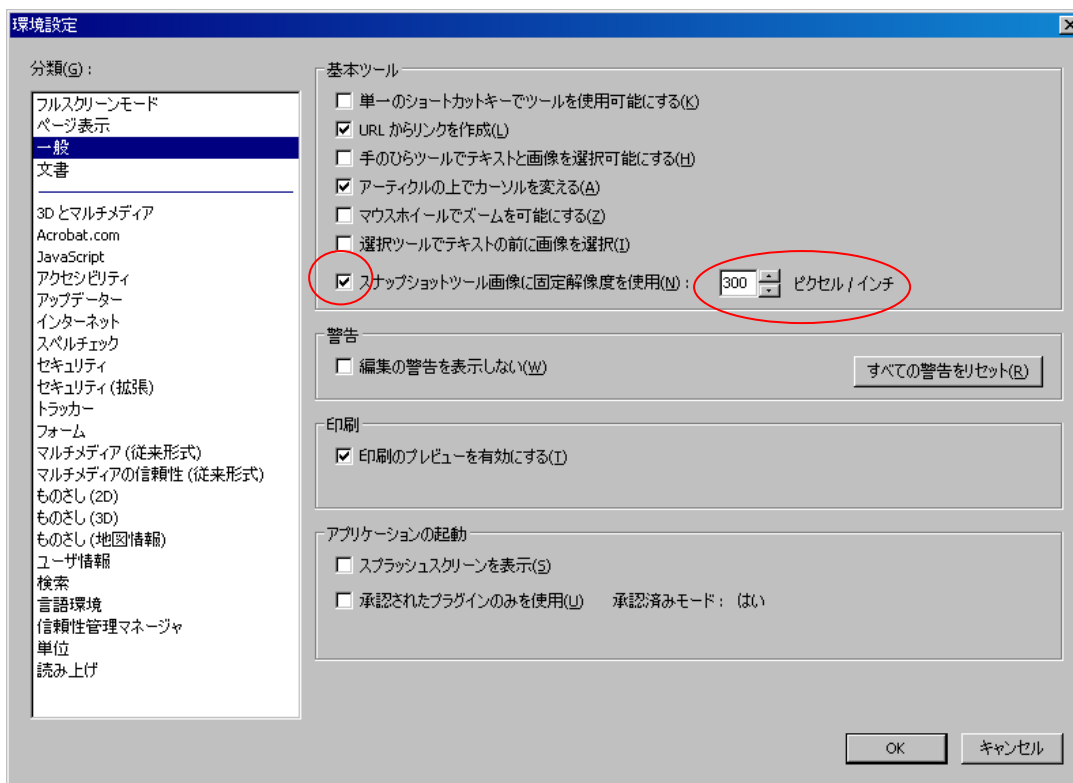 環境設定
分類(G):
フルスクリーンモード
ページ表示
一般
文書
3D とマルチメディア
Acrobat.com
JavaScript
アクセシビリティ
アップデーター
インターネット
スペルチェック
セキュリティ
セキュリティ (拡張)
トラッカー
フォーム
マルチメディア (従来形式)
マルチメディアの信頼性 (従来形式)
ものさし (2D)
ものさし (3D)
ものさし (地図情報)
ユーザ情報
検索
言語環境
信頼性管理マネージャ
単位
読み上げ
基本ツール
単一のショートカットキーでツールを使用可能にする(K)
URL からリンクを作成(L)
手のひらツールでテキストと画像を選択可能にする(H)
アーティクルの上でカーソルを変える(A)
マウスホイールでズームを可能にする(Z)
選択ツールでテキストの前に画像を選択(I)
スナップショットツール画像に固定解像度を使用(N): 300 ピクセル / インチ
警告
編集の警告を表示しない(W) すべての警告をリセット(R)
印刷
印刷のプレビューを有効にする(T)
アプリケーションの起動
スプラッシュスクリーンを表示(S)
承認されたプラグインのみを使用(U) 承認済みモード: はい
OK キャンセル